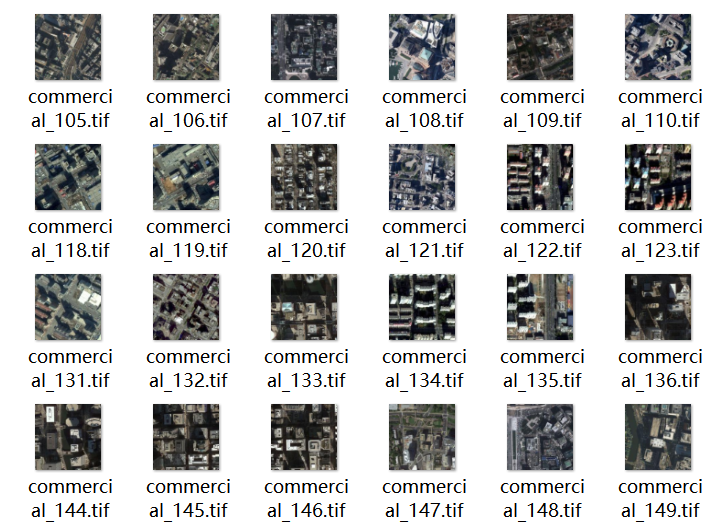 commerci commerci commerci commerci commerci commerci
al_105.tif al_106.tif al_107.tif al_108.tif al_109.tif al_110.tif
commerci commerci commerci commerci commerci commerci
al_118.tif al_119.tif al_120.tif al_121.tif al_122.tif al_123.tif
commerci commerci commerci commerci commerci commerci
al_131.tif al_132.tif al_133.tif al_134.tif al_135.tif al_136.tif
commerci commerci commerci commerci commerci commerci
al_144.tif al_145.tif al_146.tif al_147.tif al_148.tif al_149.tif